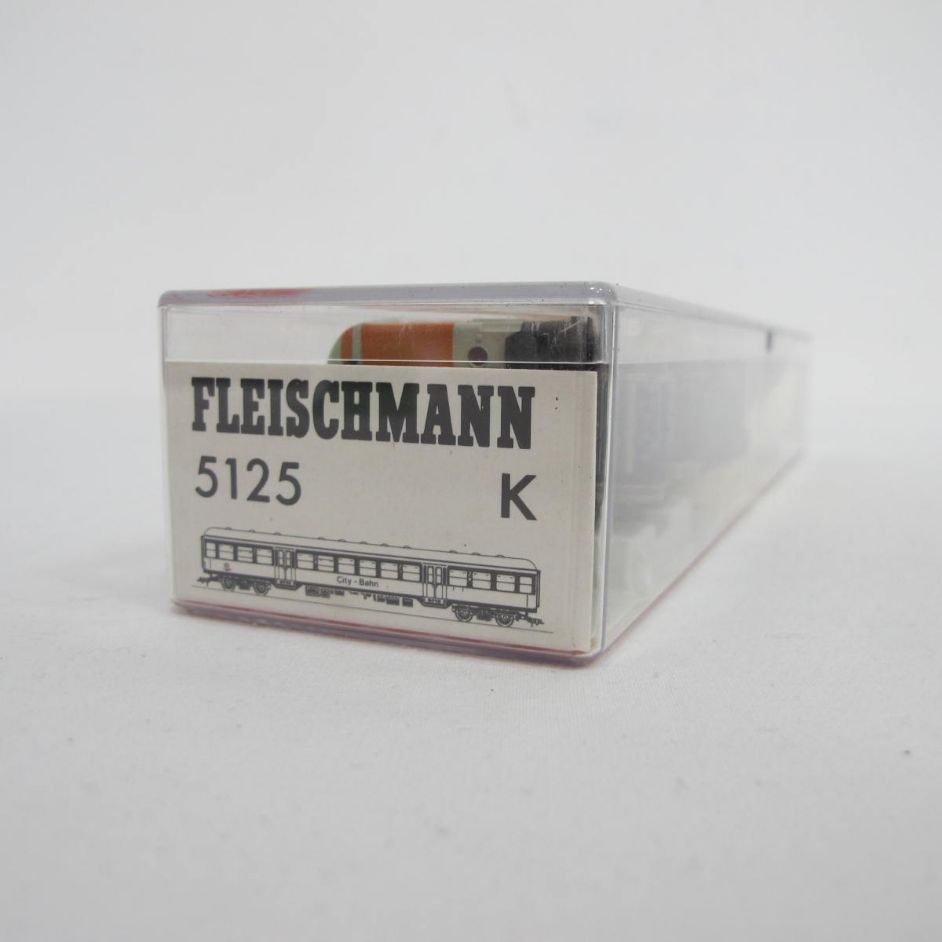 FLEISCHMANN
5125 K
City - Bahn